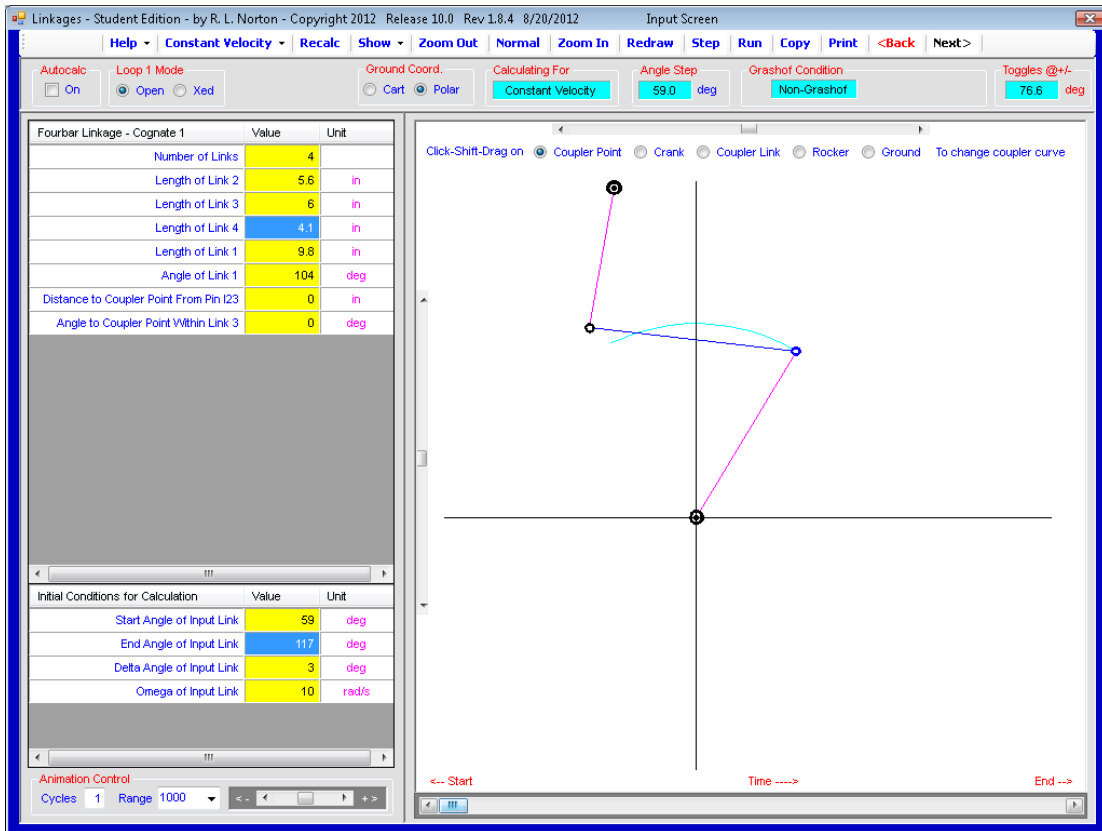 Linkages - Student Edition - by R. L. Norton - Copyright 2012 Release 10.0 Rev 1.8.4 8/20/2012 Input Screen
Help Constant Velocity Recalc Show Zoom Out Normal Zoom In Redraw Step Run Copy Print <Back Next>
Autocalc Loop 1 Mode Ground Coord. Calculating For Angle Step Grashof Condition Toggles @+/-
On Open Xed Cart Polar Constant Velocity 59.0 deg Non-Grashof 76.6 deg
Fourbar Linkage - Cognate 1 Value Unit
Number of Links 4
Length of Link 2 5.6 in
Length of Link 3 6 in
Length of Link 4 4.1 in
Length of Link 1 9.8 in
Angle of Link 1 104 deg
Distance to Coupler Point From Pin I23 0 in
Angle to Coupler Point Within Link 3 0 deg
Click-Shift-Drag on Coupler Point Crank Coupler Link Rocker Ground To change coupler curve
Initial Conditions for Calculation Value Unit
Start Angle of Input Link 59 deg
End Angle of Input Link 117 deg
Delta Angle of Input Link 3 deg
Omega of Input Link 10 rad/s
Animation Control
Cycles 1 Range 1000 < - + >
<-- Start Time ----> End -->